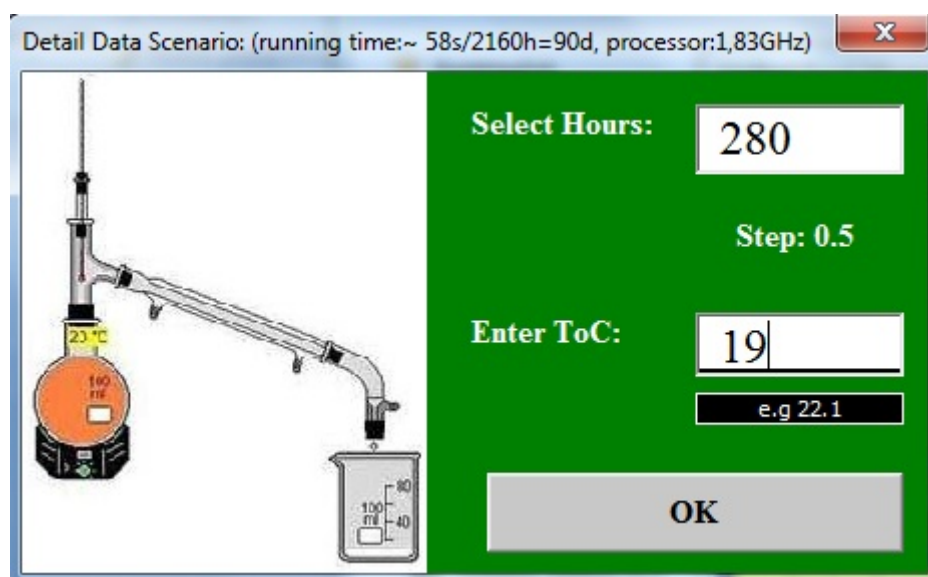 Detail Data Scenario: (running time:~ 58s/2160h=90d, processor:1,83GHz)
Select Hours:
280
Step: 0.5
Enter ToC:
19
e.g 22.1
OK
20 °C
100
ml
80
100
ml
40